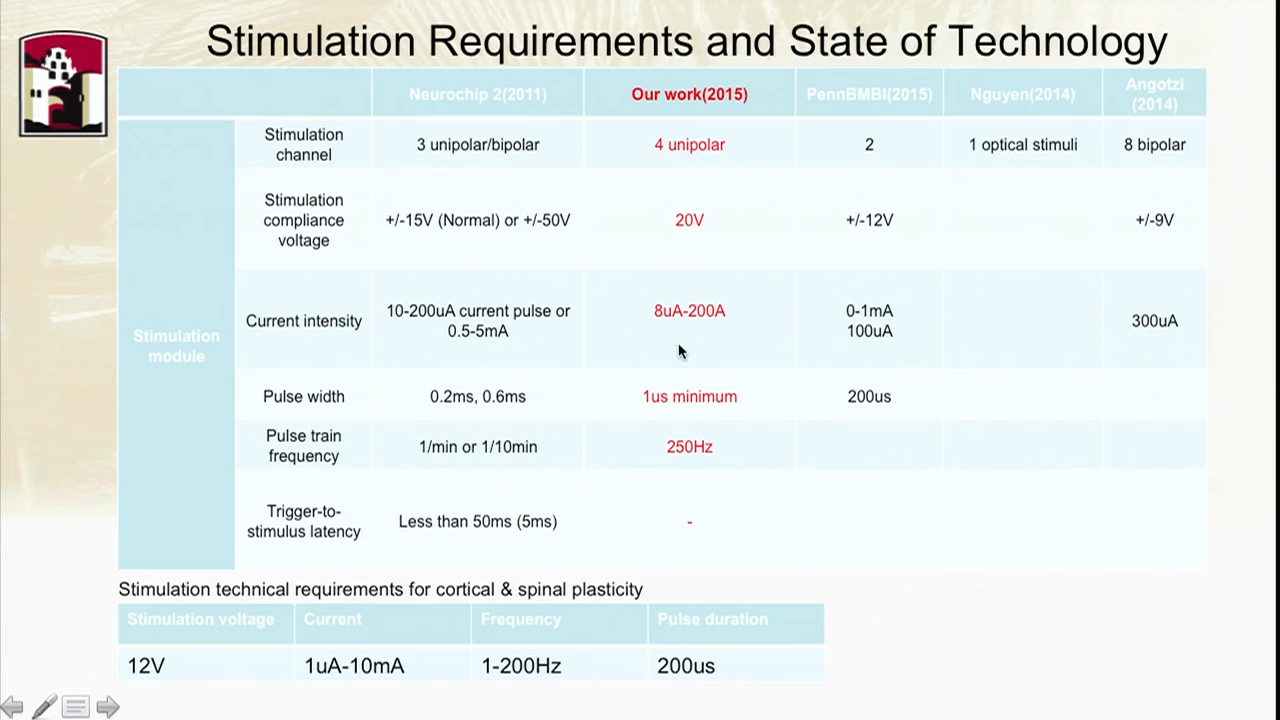 Stimulation Requirements and State of Technology
Neurochip 2(2011)
Our work(2015)
PennBMBI(2015)
Nguyen(2014)
Angotzi
(2014)
Stimulation
module
Stimulation
channel
3 unipolar/bipolar
4 unipolar
2
1 optical stimuli
8 bipolar
Stimulation
compliance
voltage
+/-15V (Normal) or +/-50V
20V
+/-12V
+/-9V
Current intensity
10-200uA current pulse or
0.5-5mA
8uA-200A
0-1mA
100uA
300uA
Pulse width
0.2ms, 0.6ms
1us minimum
200us
Pulse train
frequency
1/min or 1/10min
250Hz
Trigger-to-
stimulus latency
Less than 50ms (5ms)
-
Stimulation technical requirements for cortical & spinal plasticity
Stimulation voltage
Current
Frequency
Pulse duration
12V
1uA-10mA
1-200Hz
200us